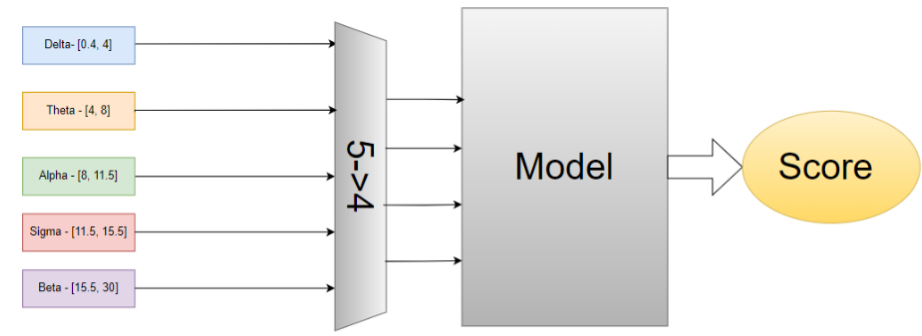 Delta- [0.4, 4]
Theta - [4, 8]
Alpha - [8, 11.5]
Sigma - [11.5, 15.5]
Beta - [15.5, 30]
5->4
Model
Score